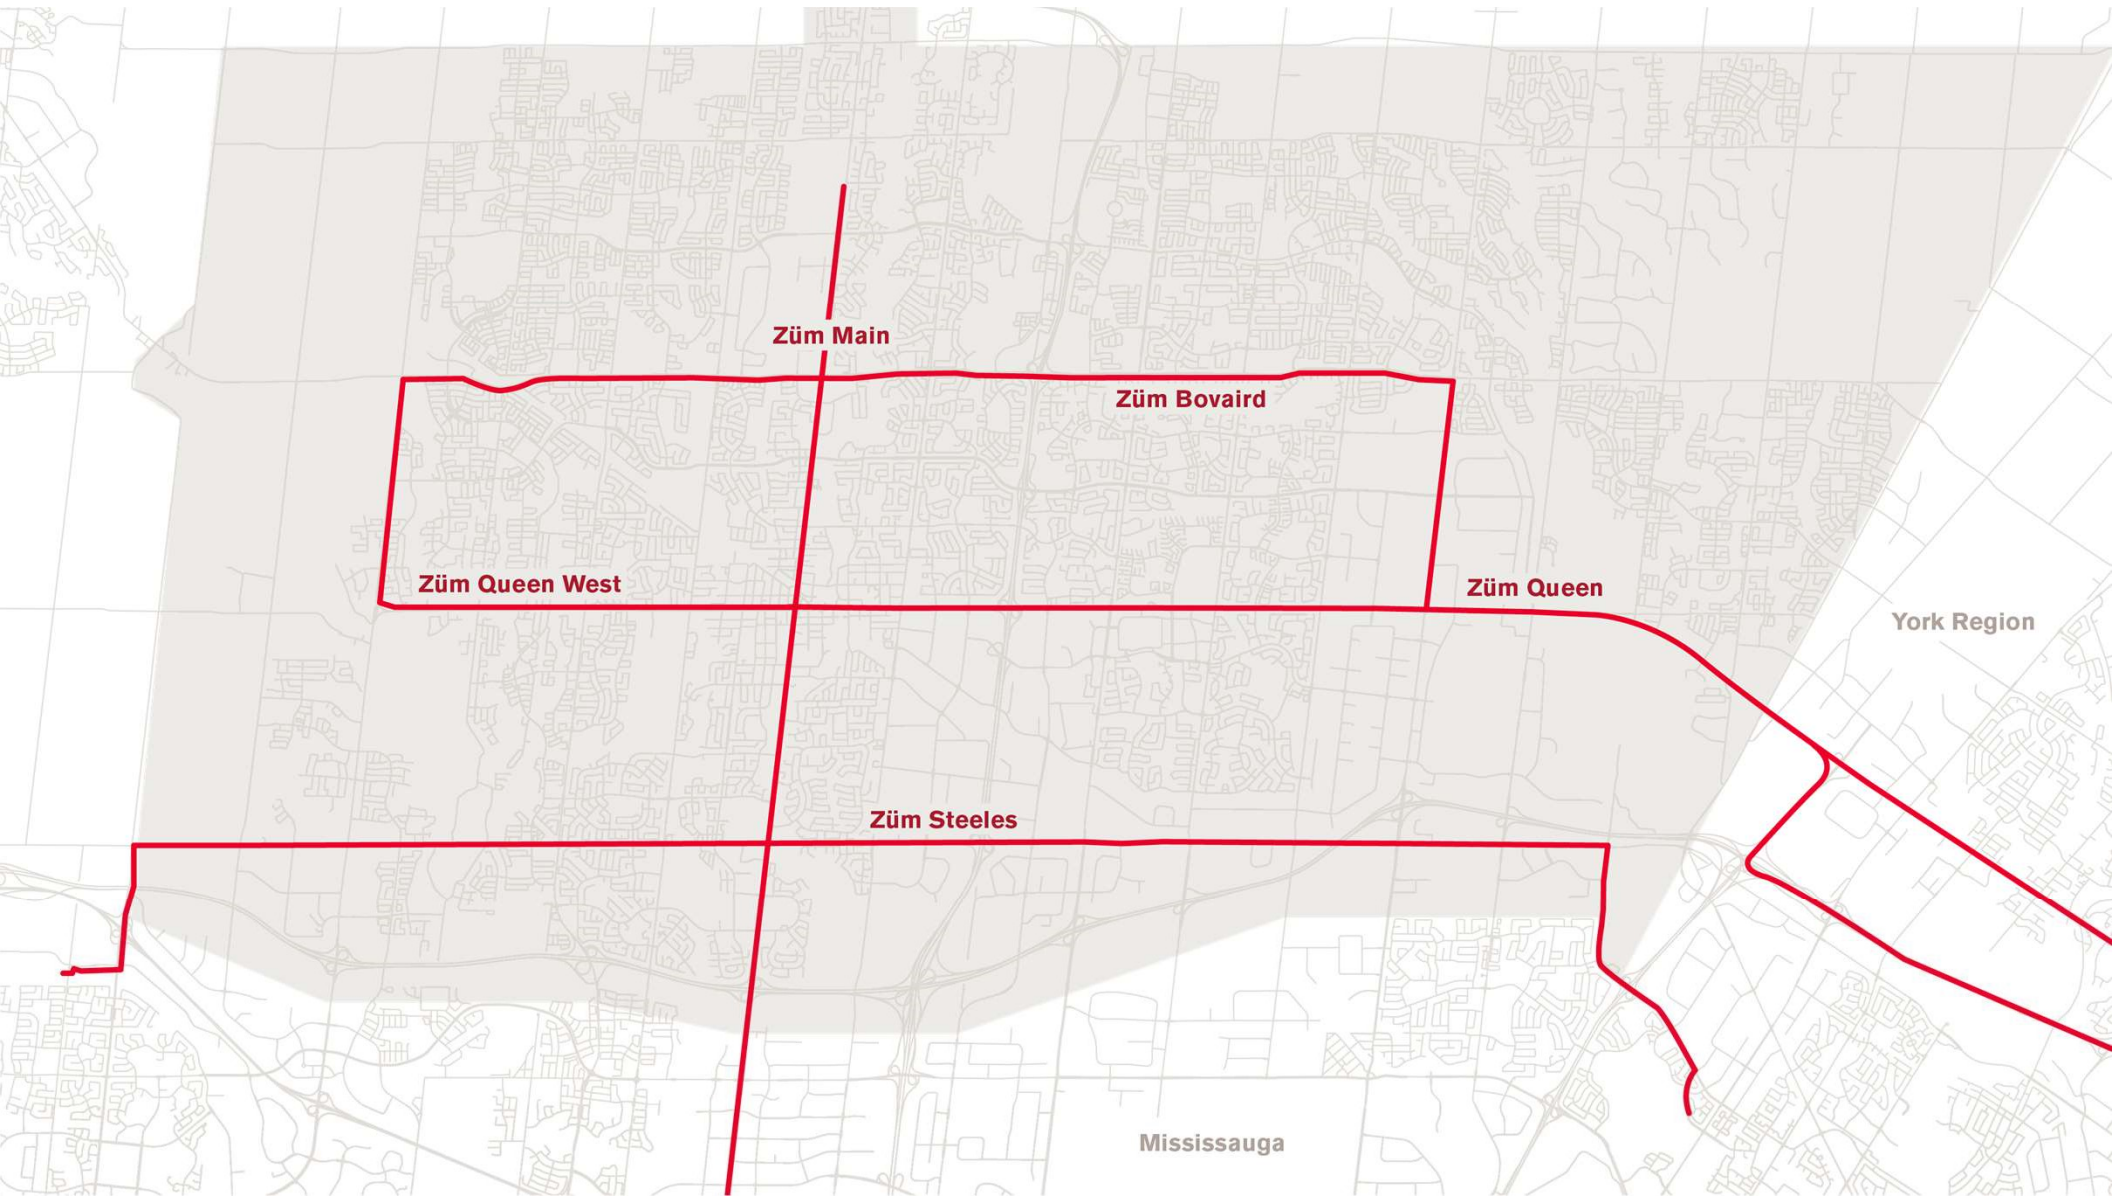 Züm Main
Züm Bovaird
Züm Queen West
Züm Queen
York Region
Züm Steeles
Mississauga